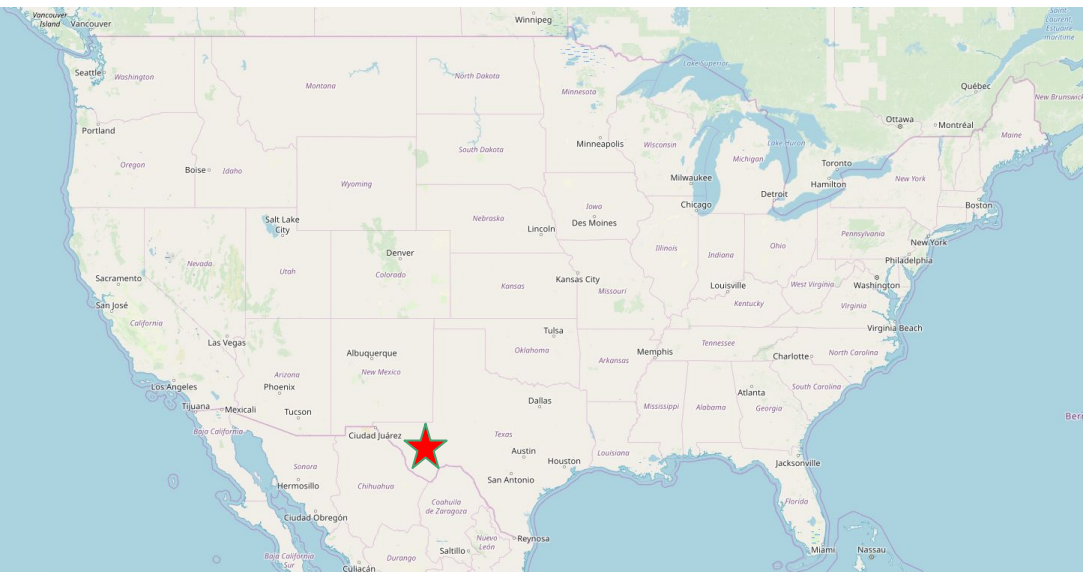 Vancouver
Island
Vancouver
Winnipeg
Saint
Laurent,
Estuaire
maritime
Seattle
Washington
Montana
North Dakota
Minnesota
Lake Superior
Québec
New Brunswick
Portland
Oregon
Boise
Idaho
Wyoming
South Dakota
Minneapolis
Wisconsin
Michigan
Lake Huron
Ottawa
Montréal
Maine
Toronto
Hamilton
New York
Milwaukee
Chicago
Detroit
Boston
Salt Lake
City
Nebraska
Iowa
Des Moines
Lincoln
Illinois
Indiana
Ohio
Pennsylvania
New York
Philadelphia
Sacramento
San José
Nevada
Utah
Denver
Colorado
Kansas
Kansas City
Missouri
Louisville
Kentucky
West Virginia
Washington
Virginia
Virginia Beach
California
Las Vegas
Albuquerque
New Mexico
Tulsa
Oklahoma
Arkansas
Memphis
Tennessee
Charlotte
North Carolina
Los Angeles
Arizona
Phoenix
Tijuana
Mexicali
Tucson
Dallas
Mississippi
Alabama
Atlanta
Georgia
South Carolina
Ber
Baja California
Ciudad Juárez
Texas
Austin
Houston
San Antonio
Louisiana
Jacksonville
Sonora
Hermosillo
Chihuahua
Coahuila
de Zaragoza
Florida
Ciudad Obregón
Nuevo
León
Reynosa
Saltillo
Durango
Baja California
Sur
Culiacán
Miami
Nassau